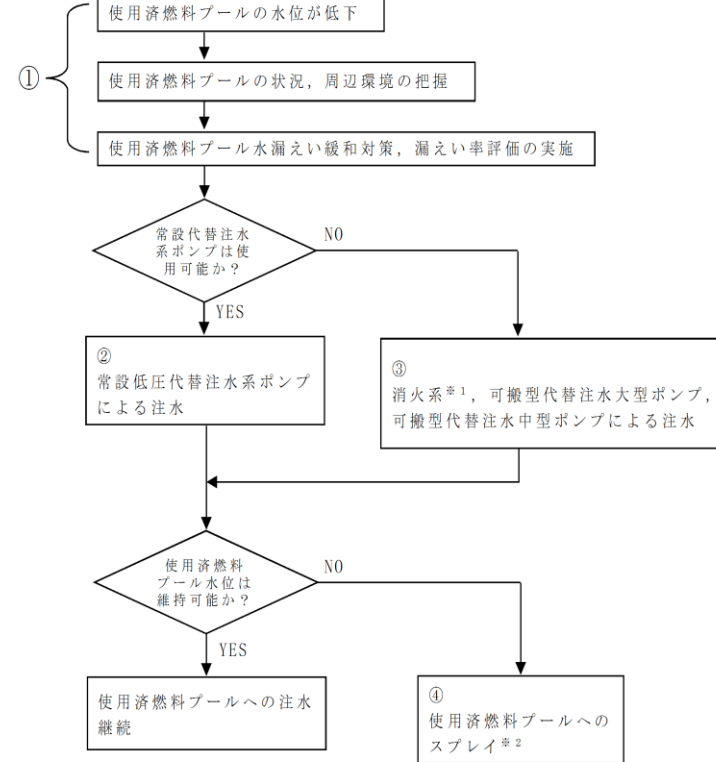 使用済燃料プールの水位が低下
①
使用済燃料プールの状況，周辺環境の把握
使用済燃料プール水漏えい緩和対策，漏えい率評価の実施
常設代替注水
系ポンプは使
用可能か？
NO
YES
②
常設低圧代替注水系ポンプ
による注水
③
消火系※1，可搬型代替注水大型ポンプ，
可搬型代替注水中型ポンプによる注水
使用済燃料
プール水位は
維持可能か？
NO
YES
使用済燃料プールへの注水
継続
④
使用済燃料プールへの
スプレイ※2